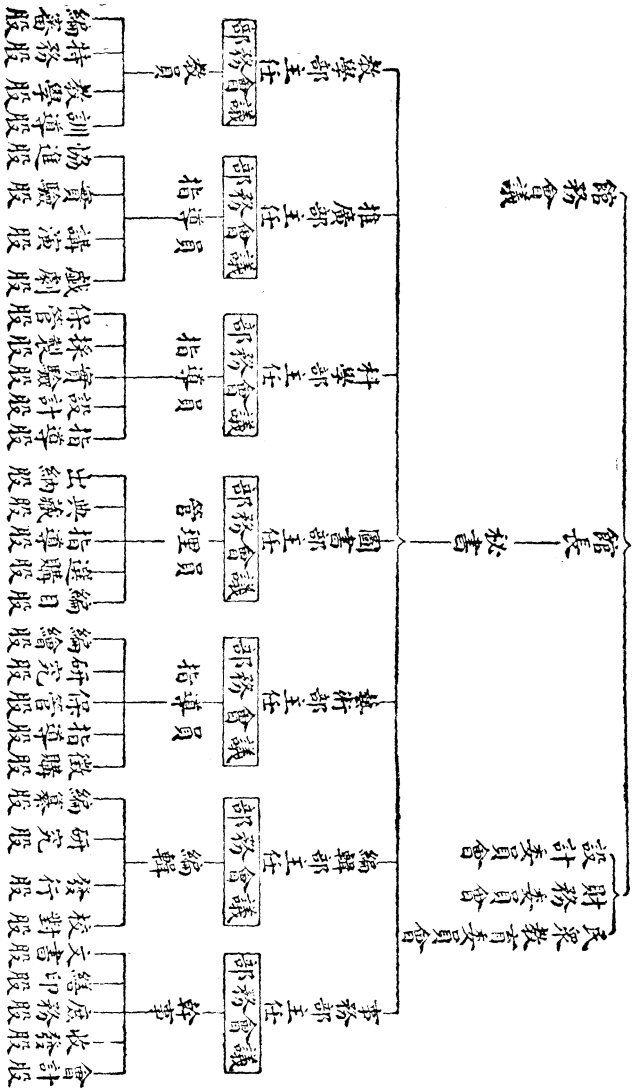 館務會議
館長
設計委員會
財務委員會
民眾教育委員會
秘書
教學部主任
部務會議
教員
編審股
特務股
教學股
訓導股
推廣部主任
部務會議
指導員
協進股
實驗股
講演股
戲劇股
科學部主任
部務會議
指導員
保管股
採製股
實驗股
設計股
指導股
圖書部主任
部務會議
管理員
出納股
典藏股
指導股
選購股
編目股
藝術部主任
部務會議
指導員
編繪股
研究股
保管股
指導股
徵購股
編輯部主任
部務會議
編輯
編纂股
研究股
發行股
校對股
事務部主任
部務會議
幹事
文書股
繕印股
庶務股
收發股
會計股